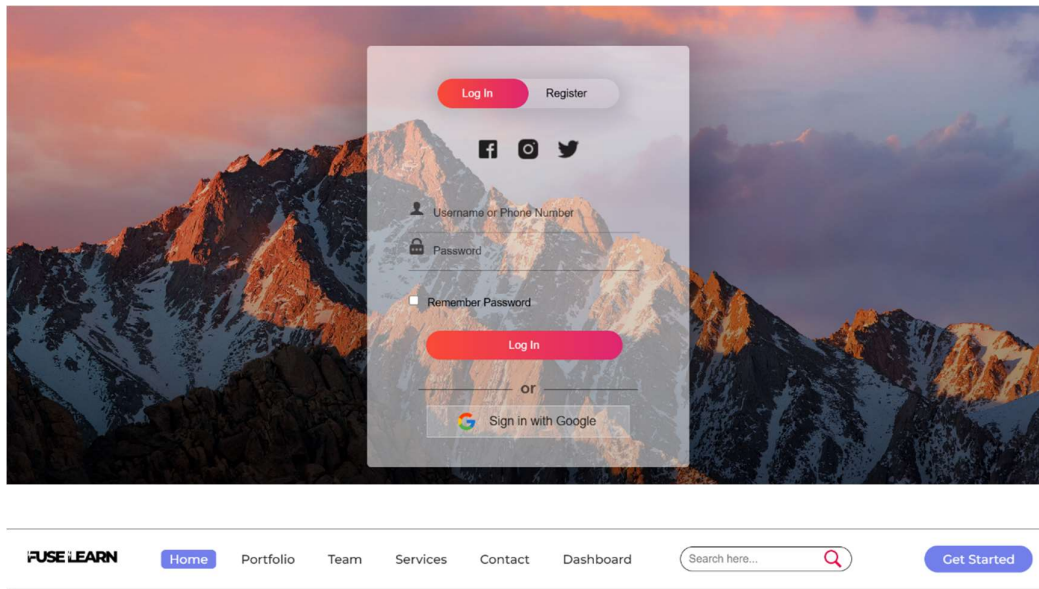 Log In Register
Username or Phone Number
Password
Remember Password
Log In
or
Sign in with Google
FUSE LEARN Home Portfolio Team Services Contact Dashboard Search here... Get Started